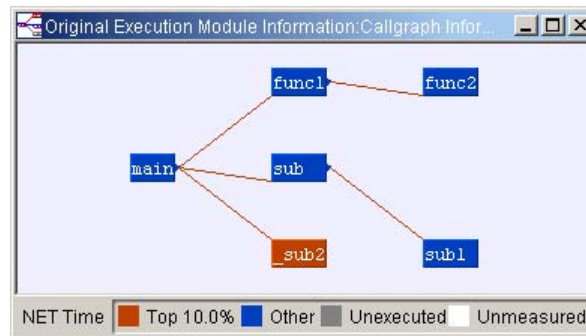 Original Execution Module Information:Callgraph Infor...
func1
func2
main
sub
_sub2
sub1
NET Time
Top 10.0%
Other
Unexecuted
Unmeasured